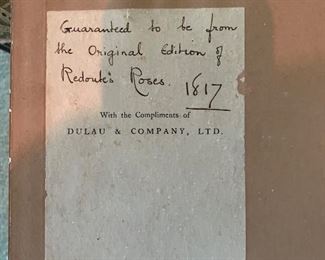 Guaranteed to be from
the Original Edition of
Redouté's Roses. 1817
With the Compliments of
DULAU & COMPANY, LTD.